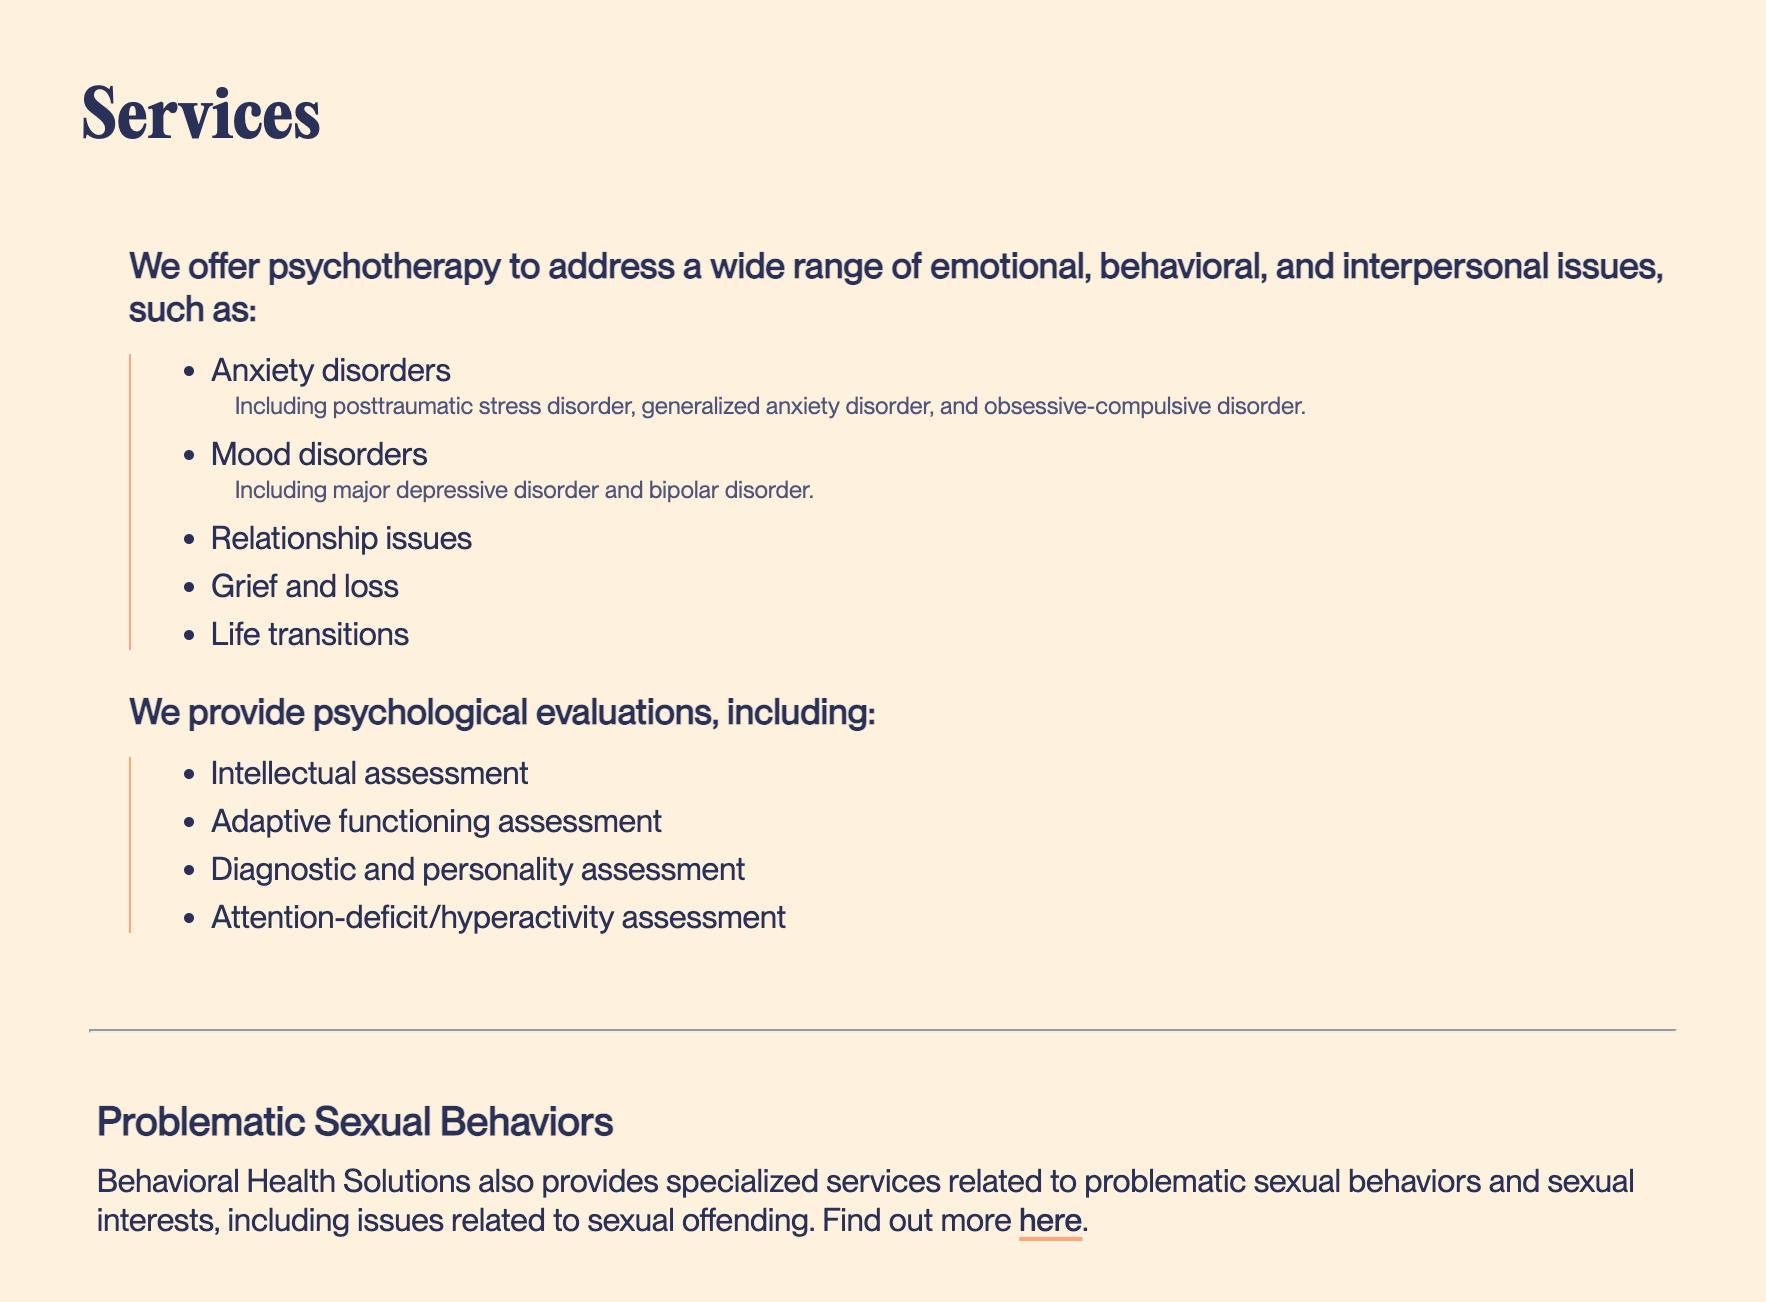 Services
We offer psychotherapy to address a wide range of emotional, behavioral, and interpersonal issues,
such as:
• Anxiety disorders
Including posttraumatic stress disorder, generalized anxiety disorder, and obsessive-compulsive disorder.
• Mood disorders
Including major depressive disorder and bipolar disorder.
• Relationship issues
• Grief and loss
• Life transitions
We provide psychological evaluations, including:
• Intellectual assessment
• Adaptive functioning assessment
• Diagnostic and personality assessment
• Attention-deficit/hyperactivity assessment
Problematic Sexual Behaviors
Behavioral Health Solutions also provides specialized services related to problematic sexual behaviors and sexual
interests, including issues related to sexual offending. Find out more here.